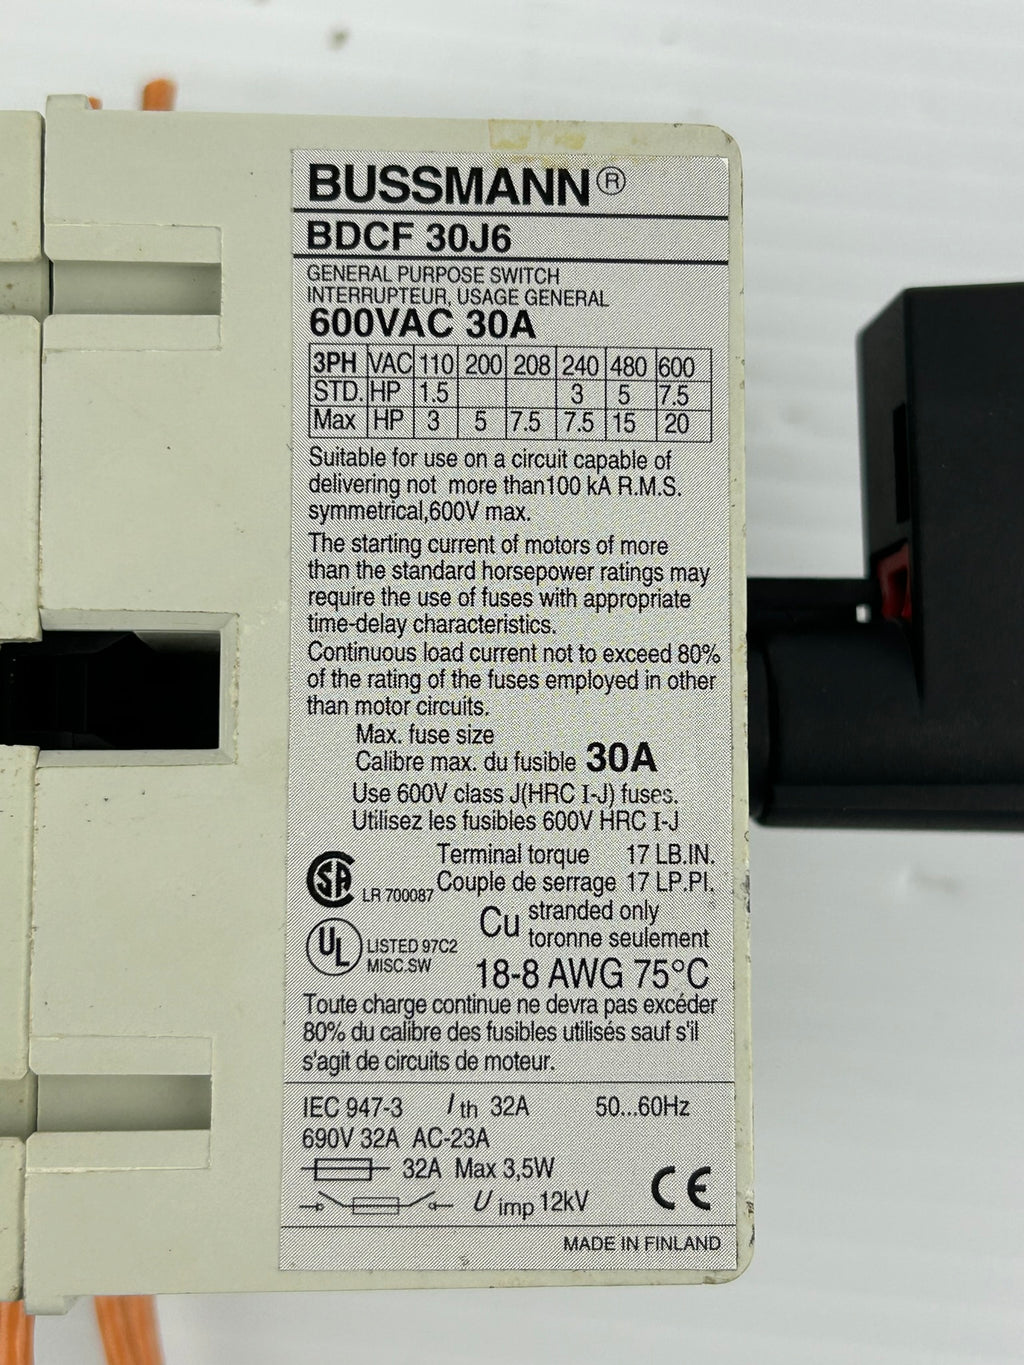 BUSSMANN®
BDCF 30J6
GENERAL PURPOSE SWITCH
INTERRUPTEUR, USAGE GENERAL
600VAC 30A
3PH VAC 110 200 208 240 480 600
STD. HP 1.5 3 5 7.5
Max HP 3 5 7.5 7.5 15 20
Suitable for use on a circuit capable of
delivering not more than100 kA R.M.S.
symmetrical,600V max.
The starting current of motors of more
than the standard horsepower ratings may
require the use of fuses with appropriate
time-delay characteristics.
Continuous load current not to exceed 80%
of the rating of the fuses employed in other
than motor circuits.
Max. fuse size
Calibre max. du fusible 30A
Use 600V class J(HRC I-J) fuses.
Utilisez les fusibles 600V HRC I-J
Terminal torque 17 LB.IN.
SA LR 700087 Couple de serrage 17 LP.PI.
Cu stranded only
toronne seulement
UL LISTED 97C2
MISC.SW
18-8 AWG 75°C
Toute charge continue ne devra pas excéder
80% du calibre des fusibles utilisés sauf s'il
s'agit de circuits de moteur.
IEC 947-3 Ith 32A 50...60Hz
690V 32A AC-23A
32A Max 3,5W
U imp 12kV CE
MADE IN FINLAND